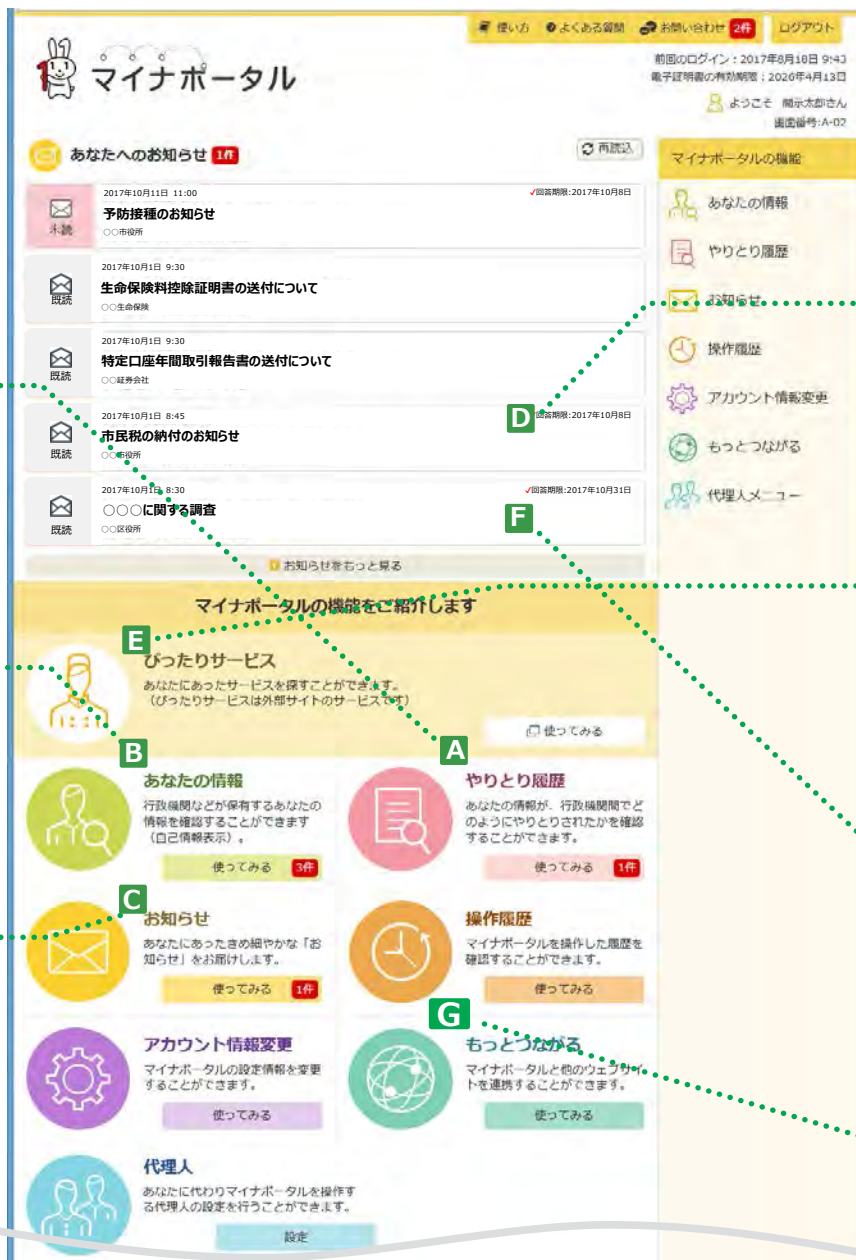 使い方 よくある質問 お問い合わせ 2件 ログアウト
マイナポータル
前回のログイン:2017年8月18日 9:43
電子証明書の有効期限:2026年4月13日
ようこそ 開示太郎さん
画面番号:A-02
あなたへのお知らせ 1件
再読込
2017年10月11日 11:00
✓回答期限:2017年10月8日
予防接種のお知らせ
○○市役所
未読
2017年10月1日 9:30
生命保険料控除証明書の送付について
○○生命保険
既読
2017年10月1日 9:30
特定口座年間取引報告書の送付について
○○証券会社
既読
2017年10月1日 8:45
回答期限:2017年10月8日
市民税の納付のお知らせ
○○市役所
既読
2017年10月1日 8:30
✓回答期限:2017年10月31日
○○○に関する調査
○○区役所
既読
お知らせをもっと見る
マイナポータルの機能
あなたの情報
やりとり履歴
お知らせ
操作履歴
アカウント情報変更
もっとつながる
代理人メニュー
D
F
マイナポータルの機能をご紹介します
E
ぴったりサービス
あなたにあったサービスを探すことができます。
(ぴったりサービスは外部サイトのサービスです)
使ってみる
B
あなたの情報
行政機関などが保有するあなたの
情報を確認することができます
(自己情報表示)。
使ってみる 3件
A
やりとり履歴
あなたの情報が、行政機関間でど
のようにやりとりされたかを確認
することができます。
使ってみる 1件
C
お知らせ
あなたにあったきめ細やかな「お
知らせ」をお届けします。
使ってみる 1件
操作履歴
マイナポータルを操作した履歴を
確認することができます。
使ってみる
アカウント情報変更
マイナポータルの設定情報を変更
することができます。
使ってみる
G
もっとつながる
マイナポータルと他のウェブサイ
トを連携することができます。
使ってみる
代理人
あなたに代わりマイナポータルを操作す
る代理人の設定を行うことができます。
設定